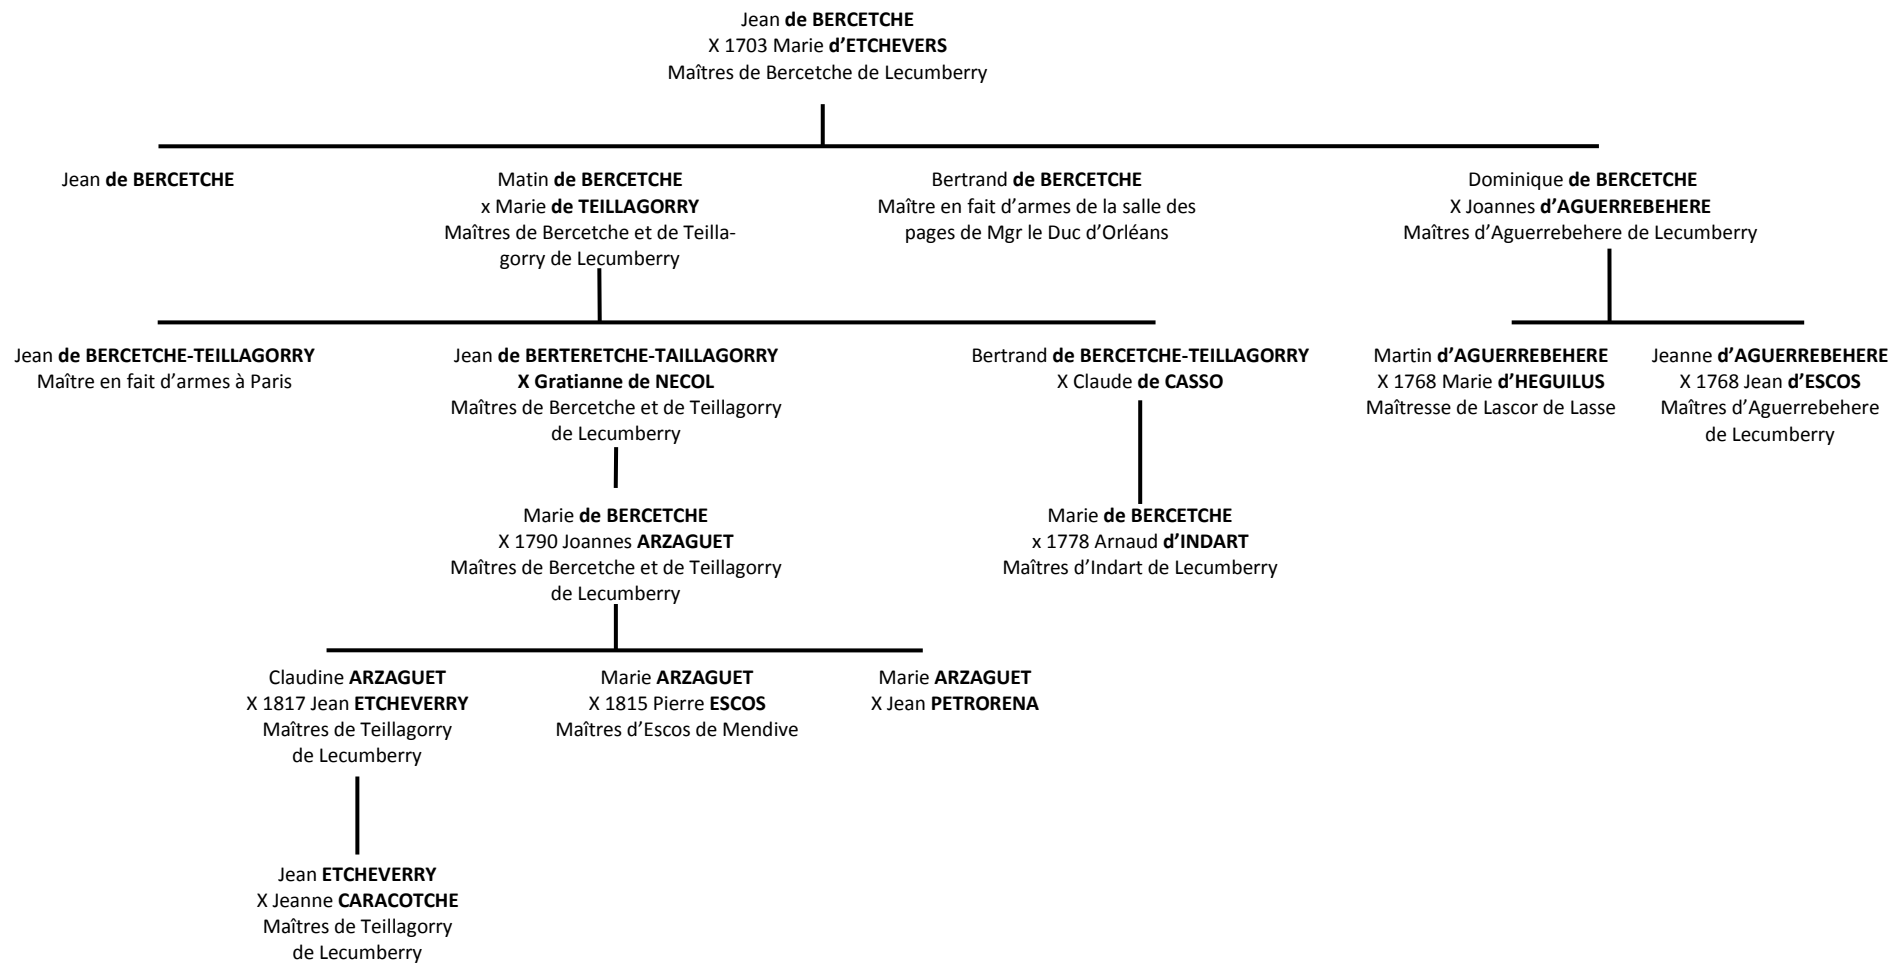 Jean de BERCETCHE
X 1703 Marie d’ETCHEVERS
Maîtres de Bercetche de Lecumberry
Jean de BERCETCHE
Matin de BERCETCHE
x Marie de TEILLAGORRY
Maîtres de Bercetche et de Teilla-
gorry de Lecumberry
Bertrand de BERCETCHE
Maître en fait d’armes de la salle des
pages de Mgr le Duc d’Orléans
Dominique de BERCETCHE
X Joannes d’AGUERREBEHERE
Maîtres d’Aguerrebehere de Lecumberry
Jean de BERCETCHE-TEILLAGORRY
Maître en fait d’armes à Paris
Jean de BERTERETCHE-TAILLAGORRY
X Gratianne de NECOL
Maîtres de Bercetche et de Teillagorry
de Lecumberry
Bertrand de BERCETCHE-TEILLAGORRY
X Claude de CASSO
Martin d’AGUERREBEHERE
X 1768 Marie d’HEGUILUS
Maîtresse de Lascor de Lasse
Jeanne d’AGUERREBEHERE
X 1768 Jean d’ESCOS
Maîtres d’Aguerrebehere
de Lecumberry
Marie de BERCETCHE
X 1790 Joannes ARZAGUET
Maîtres de Bercetche et de Teillagorry
de Lecumberry
Marie de BERCETCHE
x 1778 Arnaud d’INDART
Maîtres d’Indart de Lecumberry
Claudine ARZAGUET
X 1817 Jean ETCHEVERRY
Maîtres de Teillagorry
de Lecumberry
Marie ARZAGUET
X 1815 Pierre ESCOS
Maîtres d’Escos de Mendive
Marie ARZAGUET
X Jean PETRORENA
Jean ETCHEVERRY
X Jeanne CARACOTCHE
Maîtres de Teillagorry
de Lecumberry